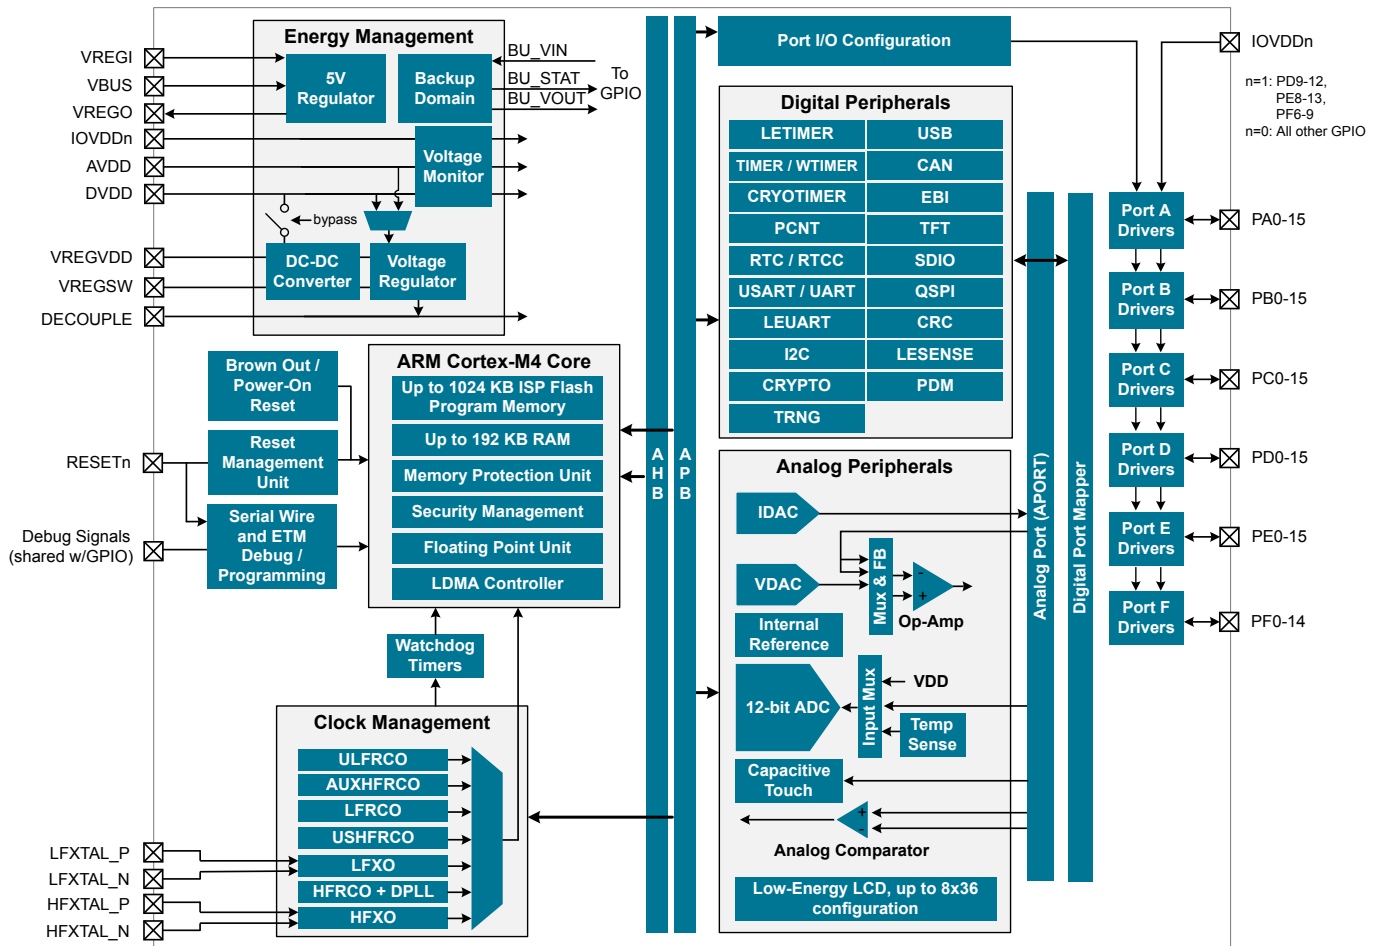 Energy Management
VREGI
VBUS
VREGO
IOVDDn
AVDD
DVDD
VREGVDD
VREGSW
DECOUPLE
5V
Regulator
Backup
Domain
BU_VIN
BU_STAT
BU_VOUT
To
GPIO
Voltage
Monitor
bypass
DC-DC
Converter
Voltage
Regulator
Brown Out /
Power-On
Reset
Reset
Management
Unit
Serial Wire
and ETM
Debug /
Programming
RESETn
Debug Signals
(shared w/GPIO)
ARM Cortex-M4 Core
Up to 1024 KB ISP Flash
Program Memory
Up to 192 KB RAM
Memory Protection Unit
Security Management
Floating Point Unit
LDMA Controller
Watchdog
Timers
Clock Management
ULFRCO
AUXHFRCO
LFRCO
USHFRCO
LFXO
HFRCO + DPLL
HFXO
LFXTAL_P
LFXTAL_N
HFXTAL_P
HFXTAL_N
AHB
APB
Port I/O Configuration
Digital Peripherals
LETIMER
USB
TIMER / WTIMER
CAN
CRYOTIMER
EBI
PCNT
TFT
RTC / RTCC
SDIO
USART / UART
QSPI
LEUART
CRC
I2C
LESENSE
CRYPTO
PDM
TRNG
Analog Peripherals
IDAC
VDAC
Mux & FB
-
+
Op-Amp
Internal
Reference
12-bit ADC
Input Mux
VDD
Temp
Sense
Capacitive
Touch
+
-
Analog Comparator
Low-Energy LCD, up to 8x36
configuration
Analog Port (APORT)
Digital Port Mapper
IOVDDn
n=1: PD9-12,
PE8-13,
PF6-9
n=0: All other GPIO
Port A
Drivers
PA0-15
Port B
Drivers
PB0-15
Port C
Drivers
PC0-15
Port D
Drivers
PD0-15
Port E
Drivers
PE0-15
Port F
Drivers
PF0-14